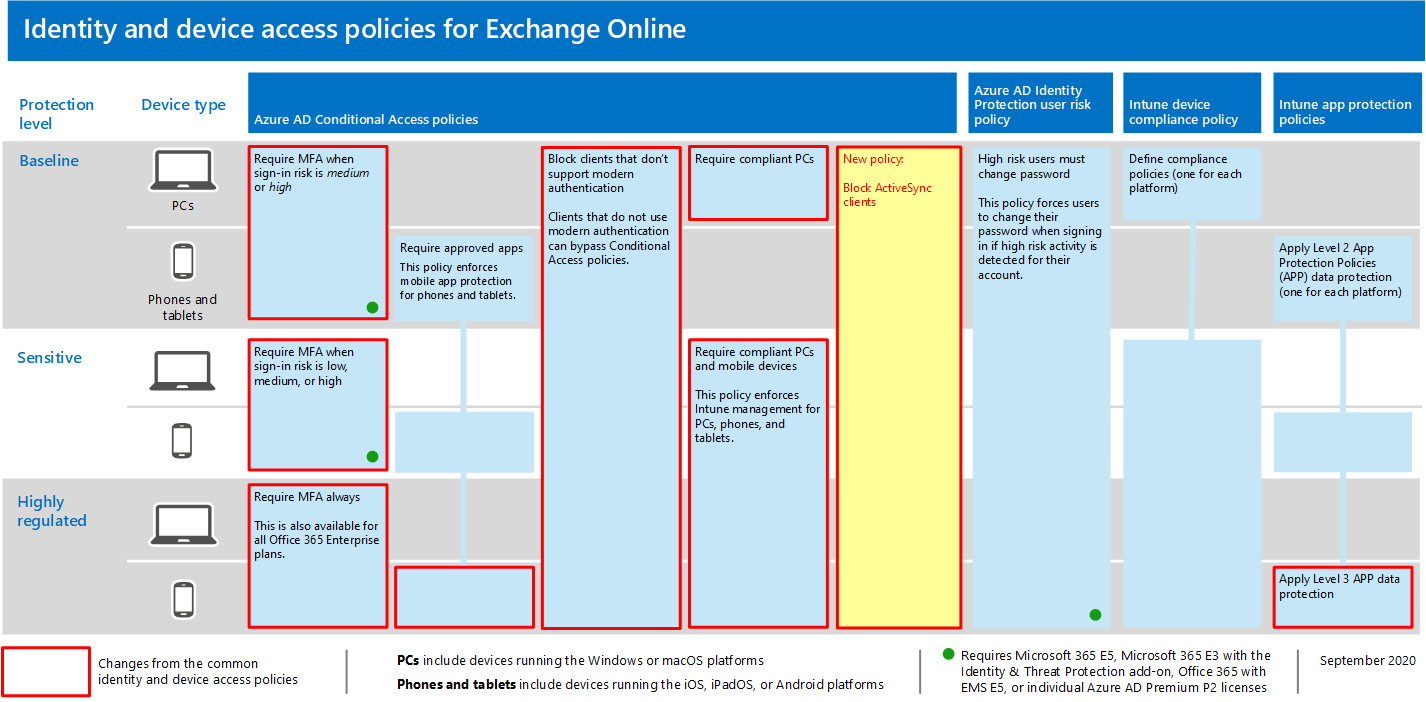 Identity and device access policies for Exchange Online
Protection
level
Device type
Azure AD Conditional Access policies
Azure AD Identity
Protection user risk
policy
Intune device
compliance policy
Intune app protection
policies
Baseline
PCs
Require MFA when
sign-in risk is medium
or high
Block clients that don't
support modern
authentication
Clients that do not use
modern authentication
can bypass Conditional
Access policies.
Require compliant PCs
New policy:
Block ActiveSync
clients
High risk users must
change password
This policy forces users
to change their
password when signing
in if high risk activity is
detected for their
account.
Define compliance
policies (one for each
platform)
Phones and
tablets
Require approved apps
This policy enforces
mobile app protection
for phones and tablets.
Apply Level 2 App
Protection Policies
(APP) data protection
(one for each platform)
Sensitive
Require MFA when
sign-in risk is low,
medium, or high
Require compliant PCs
and mobile devices
This policy enforces
Intune management for
PCs, phones, and
tablets.
Highly
regulated
Require MFA always
This is also available for
all Office 365 Enterprise
plans.
Apply Level 3 APP data
protection
Changes from the common
identity and device access policies
PCs include devices running the Windows or macOS platforms
Phones and tablets include devices running the iOS, iPadOS, or Android platforms
Requires Microsoft 365 E5, Microsoft 365 E3 with the
Identity & Threat Protection add-on, Office 365 with
EMS E5, or individual Azure AD Premium P2 licenses
September 2020